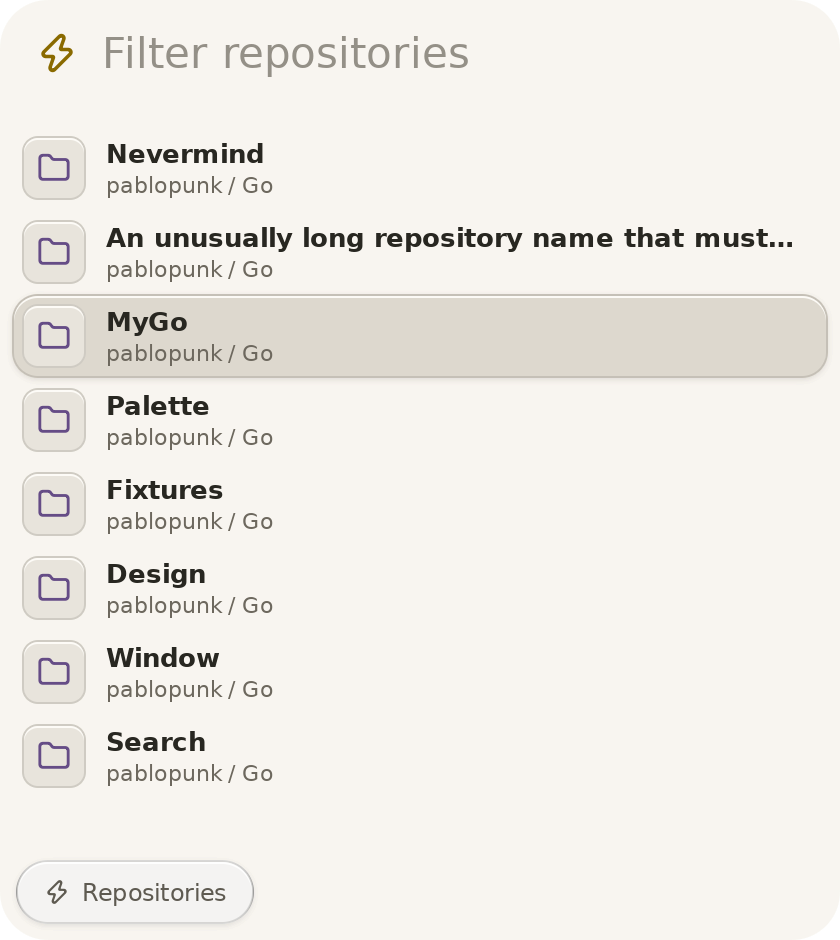 Filter repositories
Nevermind
pablopunk / Go
An unusually long repository name that must…
pablopunk / Go
MyGo
pablopunk / Go
Palette
pablopunk / Go
Fixtures
pablopunk / Go
Design
pablopunk / Go
Window
pablopunk / Go
Search
pablopunk / Go
Repositories